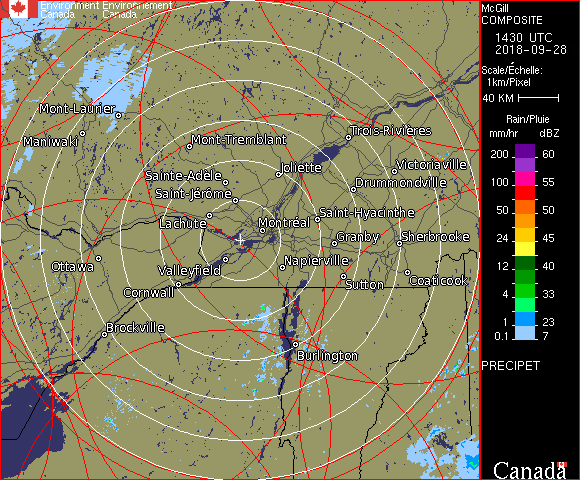 Environment Environnement
Canada Canada
McGill
COMPOSITE
1430 UTC
2018-09-28
Scale/Échelle:
1km/Pixel
40 KM
Rain/Pluie
mm/hr dBZ
200 60
150 57
100 55
50 50
24 45
12 40
4 33
1 23
0.1 7
PRECIPET
Canada
Mont-Laurier
Maniwaki
Mont-Tremblant
Trois-Rivières
Sainte-Adèle
Joliette
Victoriaville
Saint-Jérôme
Drummondville
Lachute
Montréal
Saint-Hyacinthe
Granby
Sherbrooke
Ottawa
Valleyfield
Napierville
Cornwall
Sutton
Coaticook
Brockville
Burlington